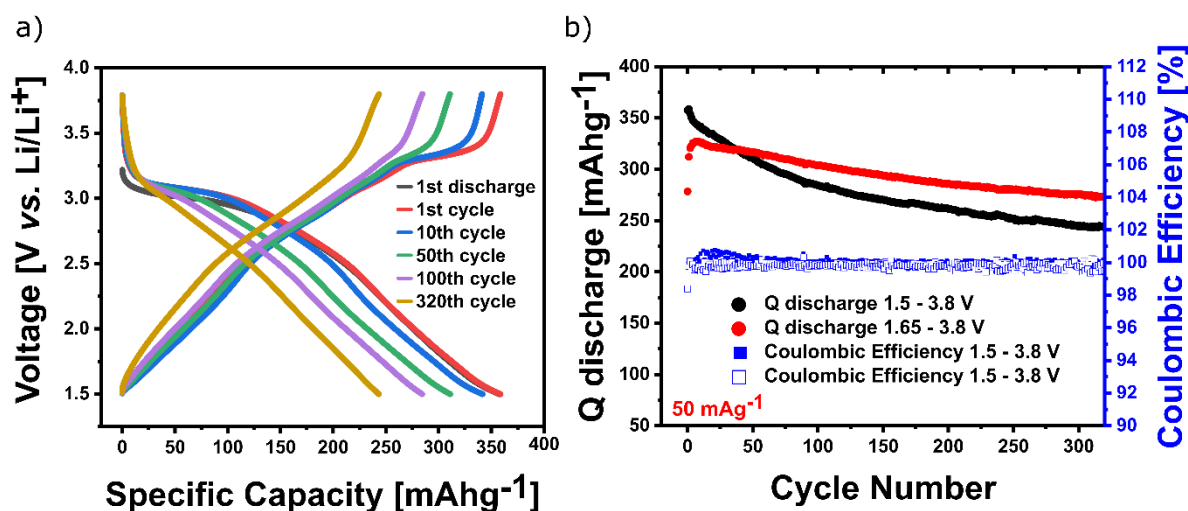 a)
Voltage [V vs. Li/Li+]
4.0
3.5
3.0
2.5
2.0
1.5
1st discharge
1st cycle
10th cycle
50th cycle
100th cycle
320th cycle
0 50 100 150 200 250 300 350 400
Specific Capacity [mAhg-1]
b)
Q discharge [mAhg-1]
400
350
300
250
200
150
100
50
Q discharge 1.5 - 3.8 V
Q discharge 1.65 - 3.8 V
Coulombic Efficiency 1.5 - 3.8 V
Coulombic Efficiency 1.5 - 3.8 V
50 mAg-1
0 50 100 150 200 250 300
Cycle Number
112
110
108
106
104
102
100
98
96
94
92
90
Coulombic Efficiency [%]